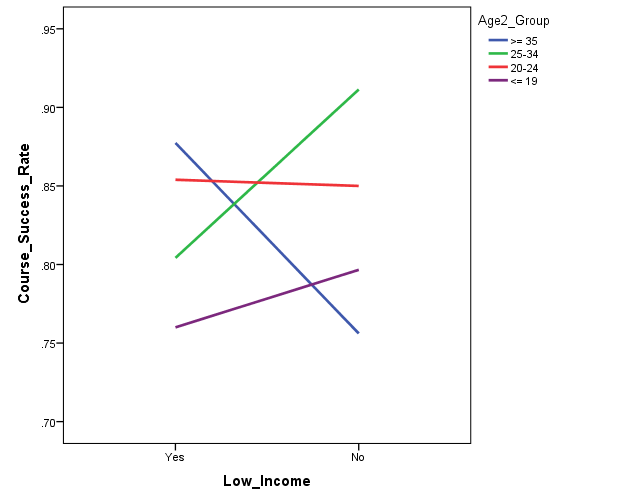 Age2_Group
>= 35
25-34
20-24
<= 19
Course_Success_Rate
.95
.90
.85
.80
.75
.70
Yes No
Low_Income